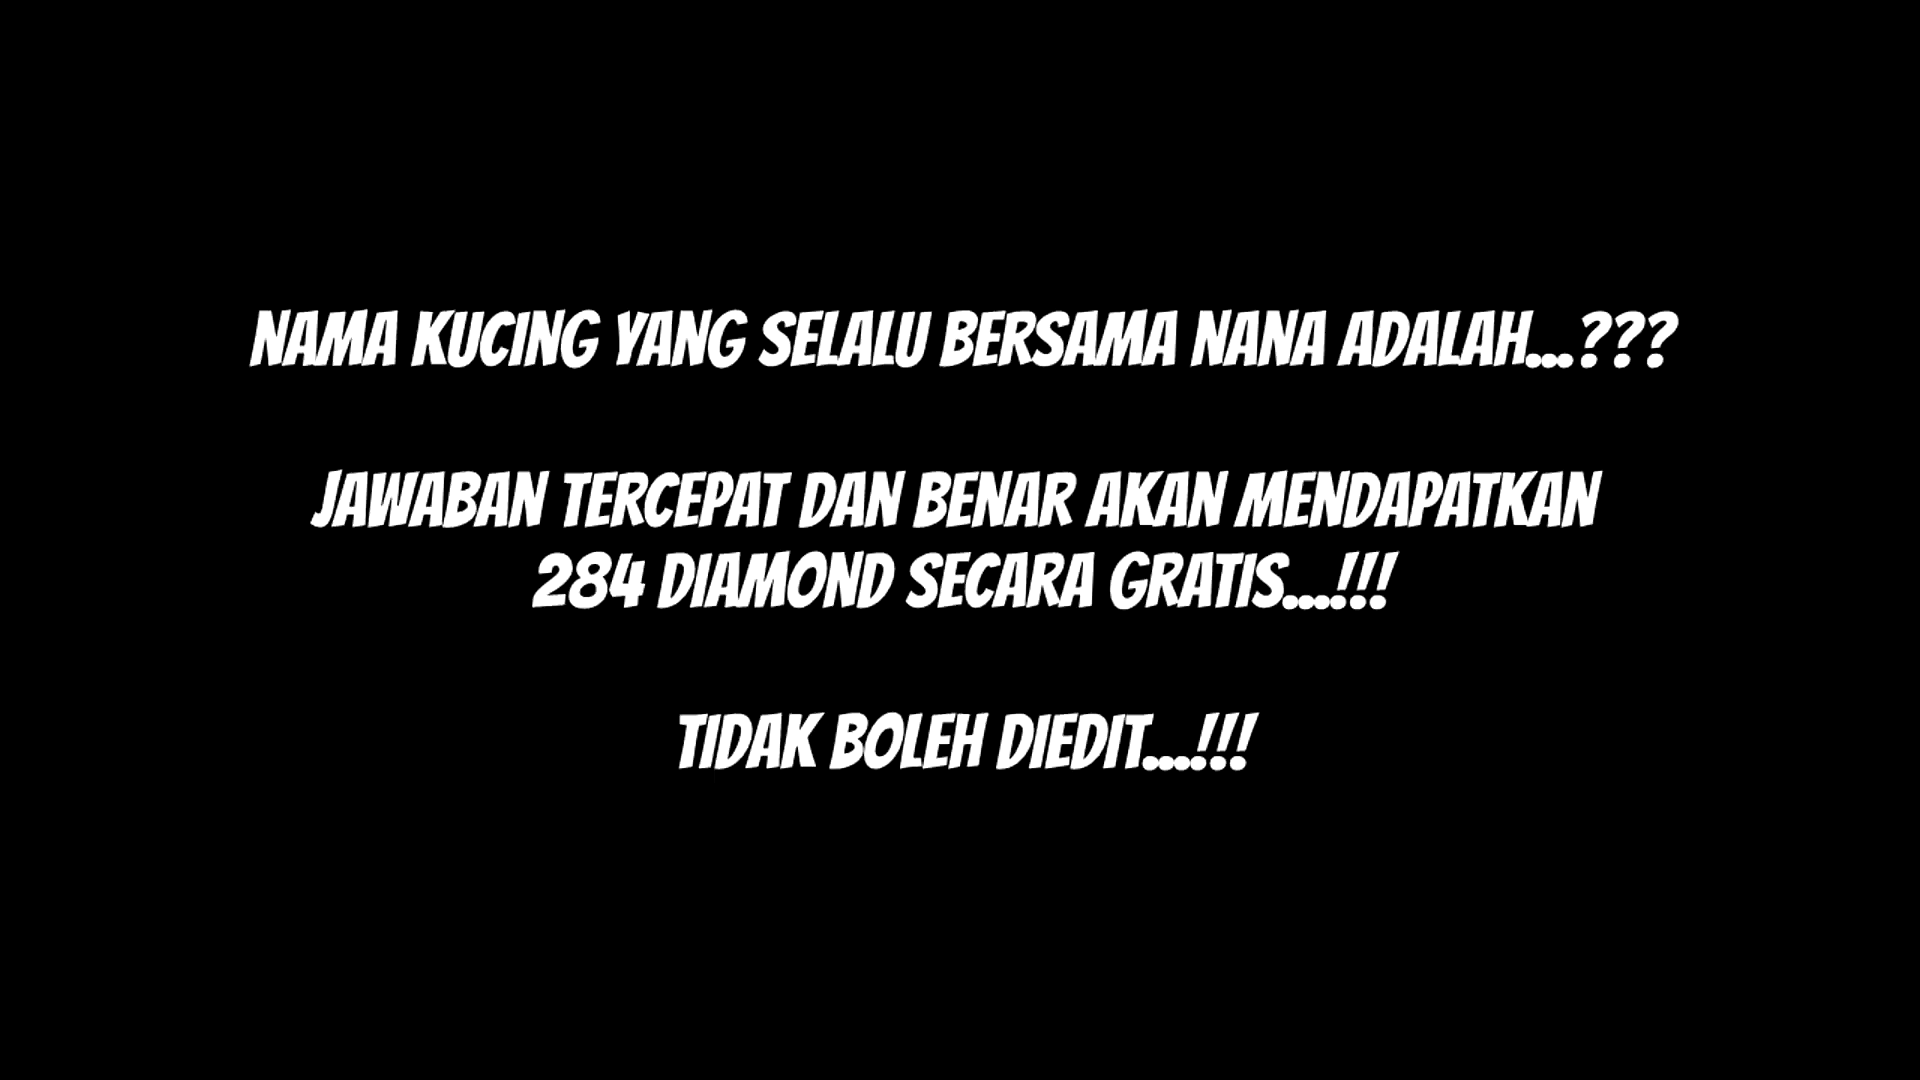 NAMA KUCING YANG SELALU BERSAMA NANA ADALAH...???
JAWABAN TERCEPAT DAN BENAR AKAN MENDAPATKAN
284 DIAMOND SECARA GRATIS....!!!
TIDAK BOLEH DIEDIT....!!!